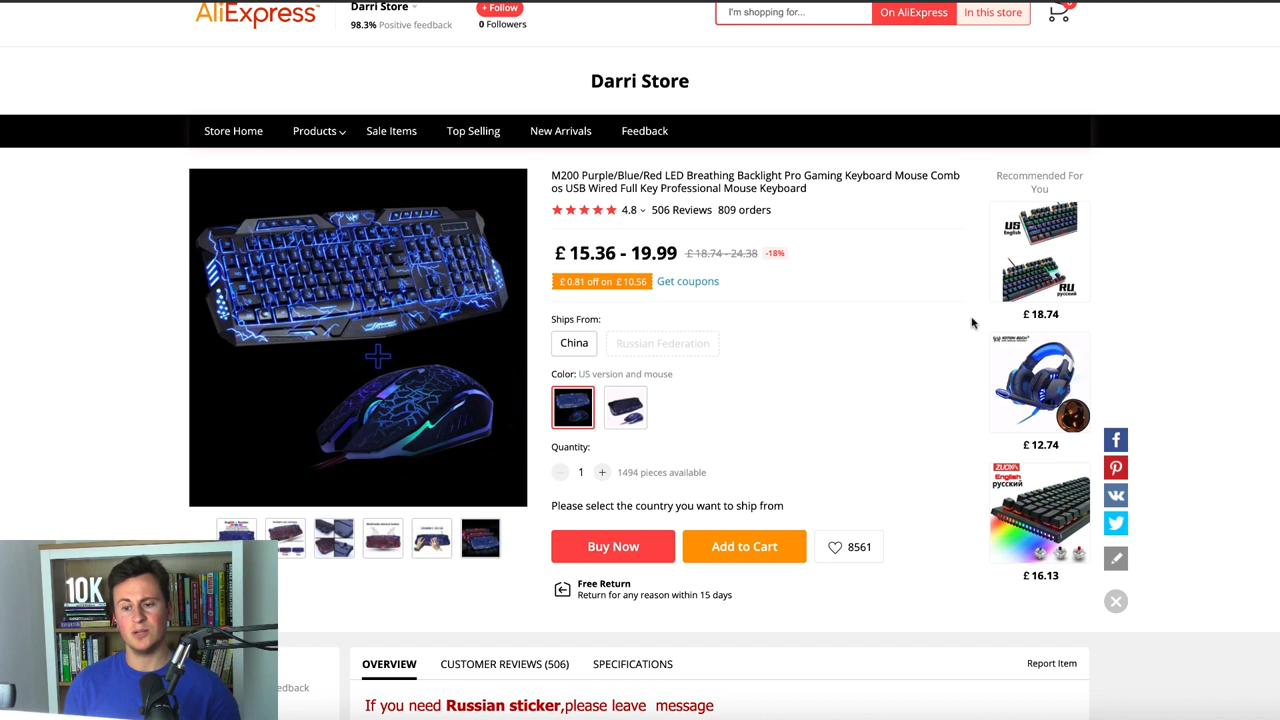 AliExpress
Darri Store
98.3% Positive feedback
+ Follow
0 Followers
I'm shopping for...
On AliExpress
In this store
Darri Store
Store Home
Products
Sale Items
Top Selling
New Arrivals
Feedback
M200 Purple/Blue/Red LED Breathing Backlight Pro Gaming Keyboard Mouse Comb
os USB Wired Full Key Professional Mouse Keyboard
4.8
506 Reviews
809 orders
£ 15.36 - 19.99
£ 18.74 - 24.38
-18%
£ 0.81 off on £ 10.56
Get coupons
Ships From:
China
Russian Federation
Color: US version and mouse
Quantity:
1
1494 pieces available
Please select the country you want to ship from
Buy Now
Add to Cart
8561
Free Return
Return for any reason within 15 days
Recommended For
You
US
English
RU
русский
£ 18.74
£ 12.74
ZUOYA
English
русский
£ 16.13
10K
edback
OVERVIEW
CUSTOMER REVIEWS (506)
SPECIFICATIONS
Report Item
If you need Russian sticker,please leave message